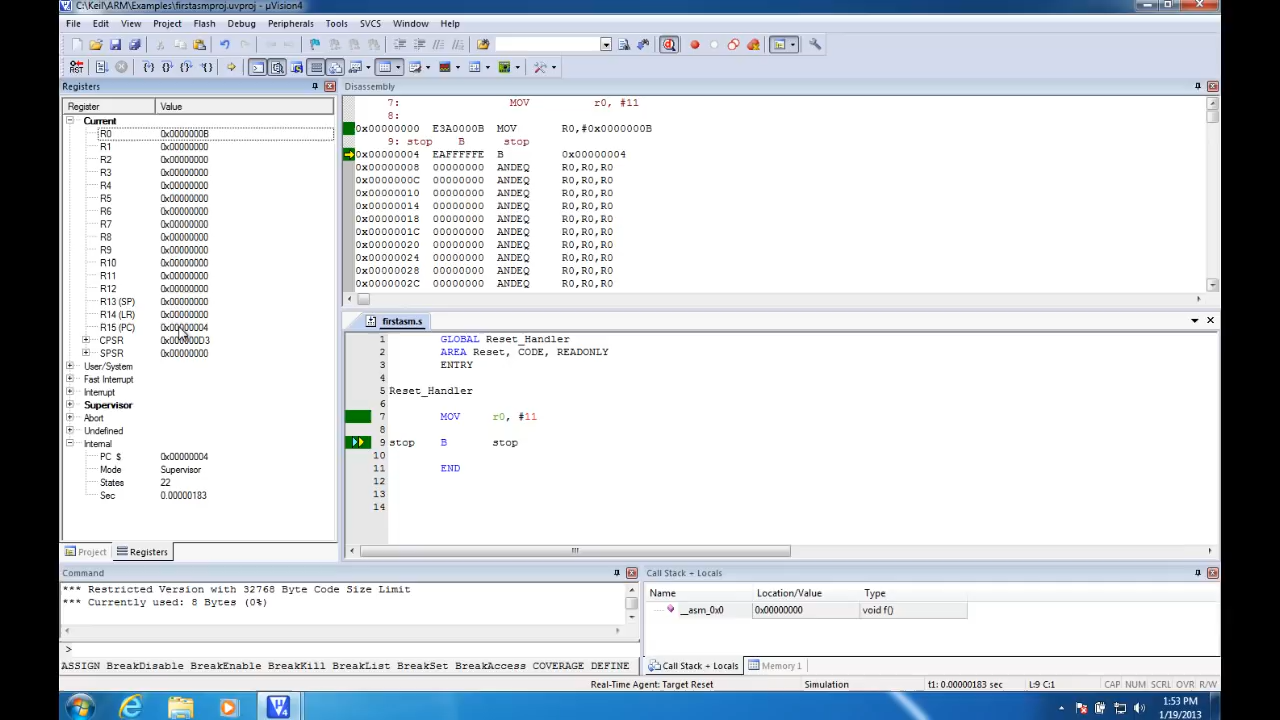 C:\Keil\ARM\Examples\firstasmproj.uvproj - µVision4
File Edit View Project Flash Debug Peripherals Tools SVCS Window Help
Registers
Register Value
Current
R0 0x0000000B
R1 0x00000000
R2 0x00000000
R3 0x00000000
R4 0x00000000
R5 0x00000000
R6 0x00000000
R7 0x00000000
R8 0x00000000
R9 0x00000000
R10 0x00000000
R11 0x00000000
R12 0x00000000
R13 (SP) 0x00000000
R14 (LR) 0x00000000
R15 (PC) 0x00000004
CPSR 0x000000D3
SPSR 0x00000000
User/System
Fast Interrupt
Interrupt
Supervisor
Abort
Undefined
Internal
PC $ 0x00000004
Mode Supervisor
States 22
Sec 0.00000183
Project Registers
Disassembly
7: MOV r0, #11
8:
0x00000000 E3A0000B MOV R0,#0x0000000B
9: stop B stop
0x00000004 EAFFFFFE B 0x00000004
0x00000008 00000000 ANDEQ R0,R0,R0
0x0000000C 00000000 ANDEQ R0,R0,R0
0x00000010 00000000 ANDEQ R0,R0,R0
0x00000014 00000000 ANDEQ R0,R0,R0
0x00000018 00000000 ANDEQ R0,R0,R0
0x0000001C 00000000 ANDEQ R0,R0,R0
0x00000020 00000000 ANDEQ R0,R0,R0
0x00000024 00000000 ANDEQ R0,R0,R0
0x00000028 00000000 ANDEQ R0,R0,R0
0x0000002C 00000000 ANDEQ R0,R0,R0
firstasm.s
1 GLOBAL Reset_Handler
2 AREA Reset, CODE, READONLY
3 ENTRY
4
5 Reset_Handler
6
7 MOV r0, #11
8
9 stop B stop
10
11 END
12
13
14
Command
*** Restricted Version with 32768 Byte Code Size Limit
*** Currently used: 8 Bytes (0%)
>
ASSIGN BreakDisable BreakEnable BreakKill BreakList BreakSet BreakAccess COVERAGE DEFINE
Call Stack + Locals
Name Location/Value Type
__asm_0x0 0x00000000 void f()
Call Stack + Locals Memory 1
Real-Time Agent: Target Reset Simulation t1: 0.00000183 sec L:9 C:1 CAP NUM SCRL OVR R/W
1:53 PM
1/19/2013